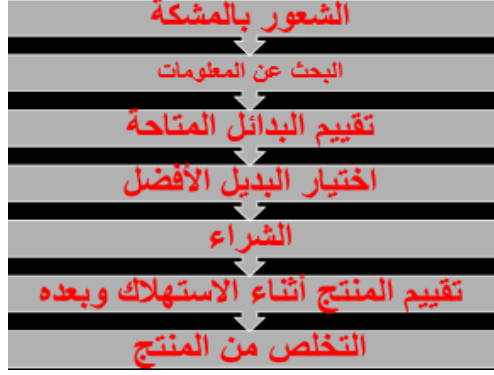 الشعور بالمشكة
البحث عن المعلومات
تقييم البدائل المتاحة
اختيار البديل الأفضل
الشراء
تقييم المنتج أثناء الاستهلاك وبعده
التخلص من المنتج